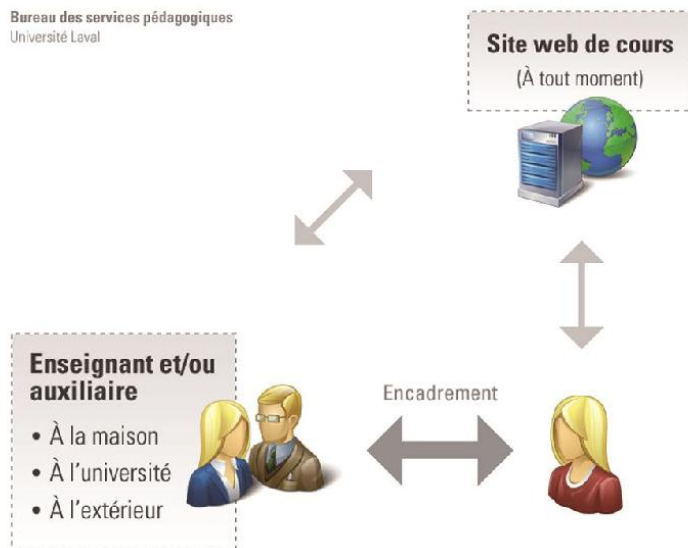 Bureau des services pédagogiques
Université Laval
Site web de cours
(À tout moment)
Enseignant et/ou
auxiliaire
• À la maison
• À l'université
• À l'extérieur
Encadrement